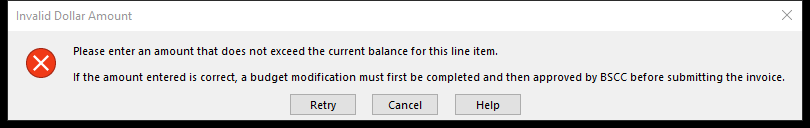 Invalid Dollar Amount
Please enter an amount that does not exceed the current balance for this line item.
If the amount entered is correct, a budget modification must first be completed and then approved by BSCC before submitting the invoice.
Retry Cancel Help